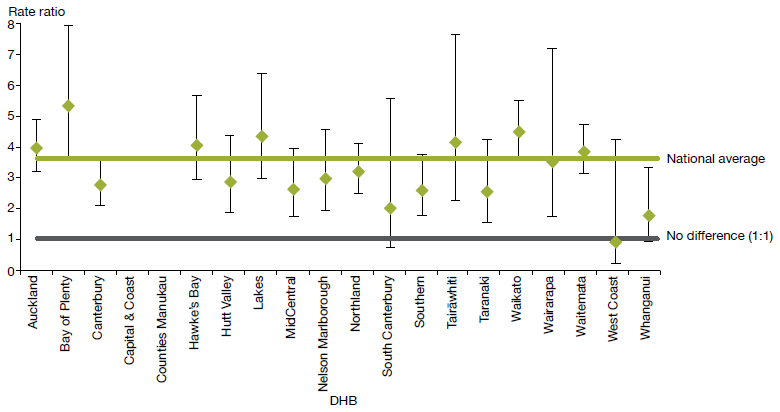 Rate ratio
8
7
6
5
4
3
2
1
0
National average
No difference (1:1)
Auckland
Bay of Plenty
Canterbury
Capital & Coast
Counties Manukau
Hawke's Bay
Hutt Valley
Lakes
MidCentral
Nelson Marlborough
Northland
South Canterbury
Southern
Tairāwhiti
Taranaki
Waikato
Wairarapa
Waitemata
West Coast
Whanganui
DHB